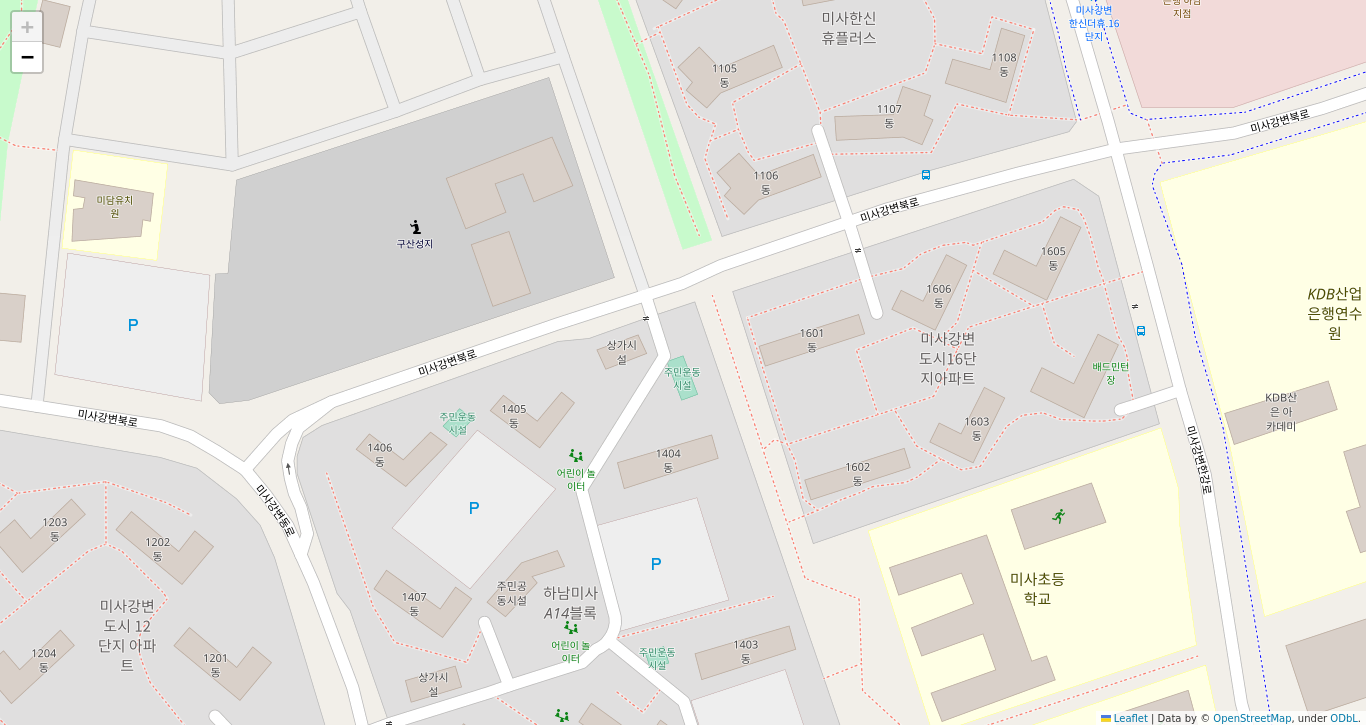 +
−
은행 하남
지점
미사강변
한신더휴 16
단지
미사한신
휴플러스
1108
동
1105
동
1107
동
미사강변북로
1106
동
미담유치
원
미사강변북로
구산성지
1605
동
1606
동
KDB산업
은행연수
원
P
1601
동
미사강변
도시16단
지아파트
상가시
설
미사강변북로
주민운동
시설
배드민턴
장
KDB산
은 아
카데미
미사강변북로
1405
동
주민운동
시설
1603
동
1406
동
1404
동
어린이 놀
이터
1602
동
미사강변한강로
미사강변동로
P
1203
동
1202
동
P
미사초등
학교
주민공
동시설
하남미사
A14블록
1407
동
미사강변
도시 12
단지 아파
트
어린이 놀
이터
1403
동
주민운동
시설
1204
동
1201
동
상가시
설
Leaflet | Data by © OpenStreetMap, under ODbL.